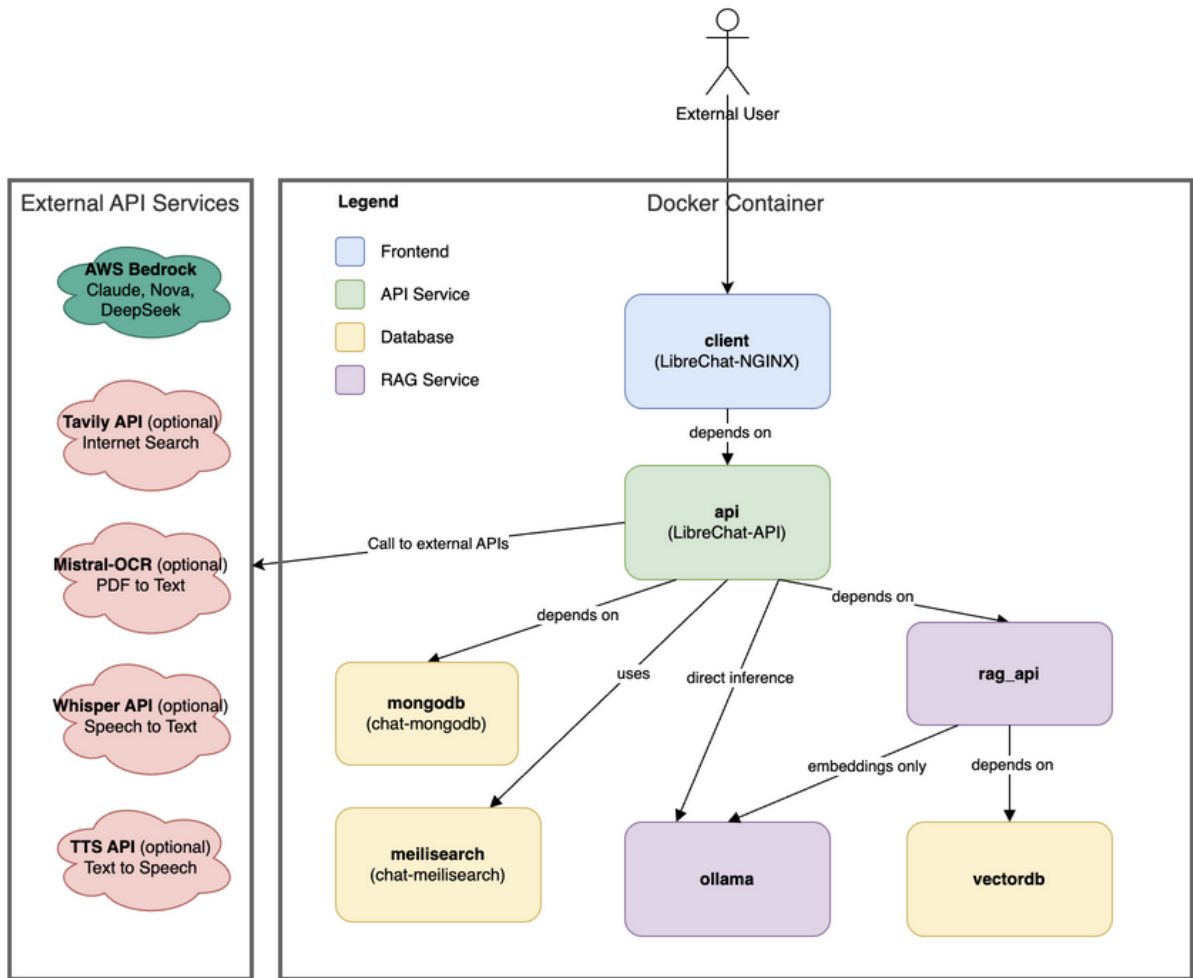 External User
External API Services
AWS Bedrock
Claude, Nova,
DeepSeek
Tavily API (optional)
Internet Search
Mistral-OCR (optional)
PDF to Text
Whisper API (optional)
Speech to Text
TTS API (optional)
Text to Speech
Docker Container
Legend
Frontend
API Service
Database
RAG Service
client
(LibreChat-NGINX)
depends on
api
(LibreChat-API)
Call to external APIs
depends on
uses
direct inference
depends on
mongodb
(chat-mongodb)
rag_api
embeddings only
depends on
meilisearch
(chat-meilisearch)
ollama
vectordb